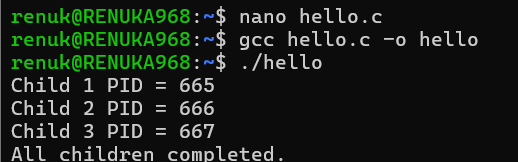 renuk@RENUKA968:~$ nano hello.c
renuk@RENUKA968:~$ gcc hello.c -o hello
renuk@RENUKA968:~$ ./hello
Child 1 PID = 665
Child 2 PID = 666
Child 3 PID = 667
All children completed.